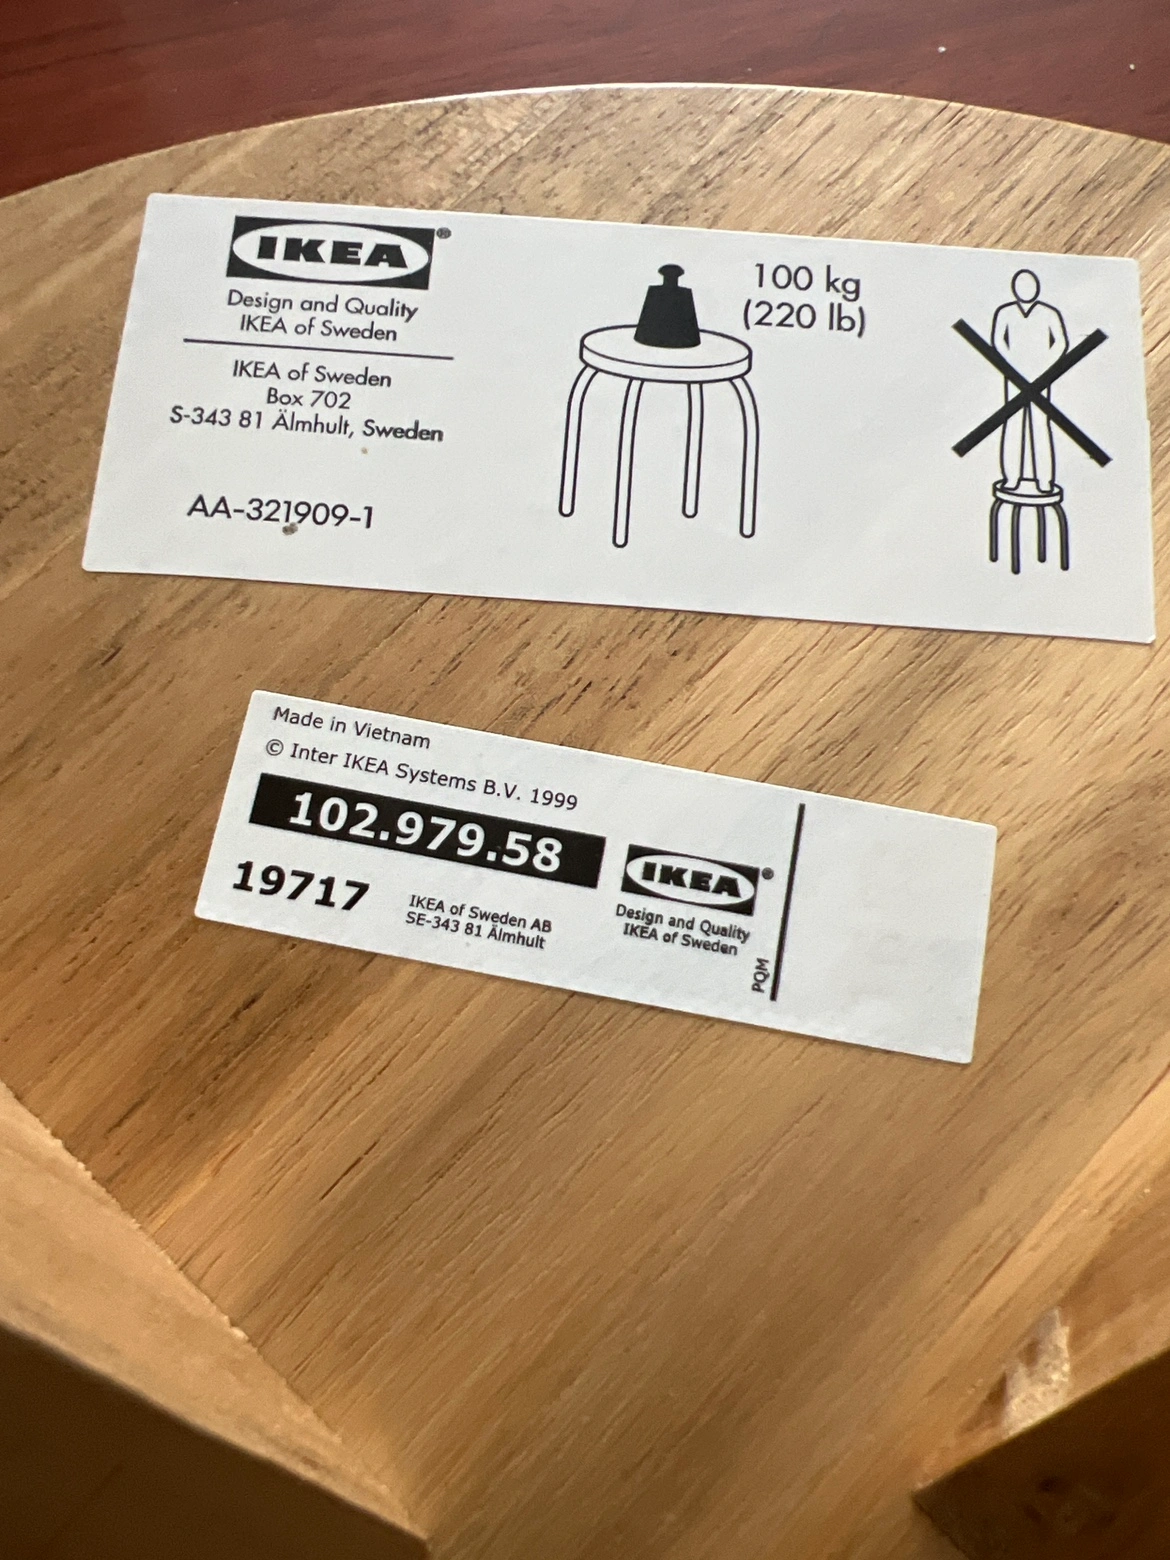 IKEA®
Design and Quality
IKEA of Sweden
IKEA of Sweden
Box 702
S-343 81 Älmhult, Sweden
AA-321909-1
100 kg
(220 lb)
Made in Vietnam
© Inter IKEA Systems B.V. 1999
102.979.58
19717
IKEA of Sweden AB
SE-343 81 Älmhult
IKEA®
Design and Quality
IKEA of Sweden
PQM